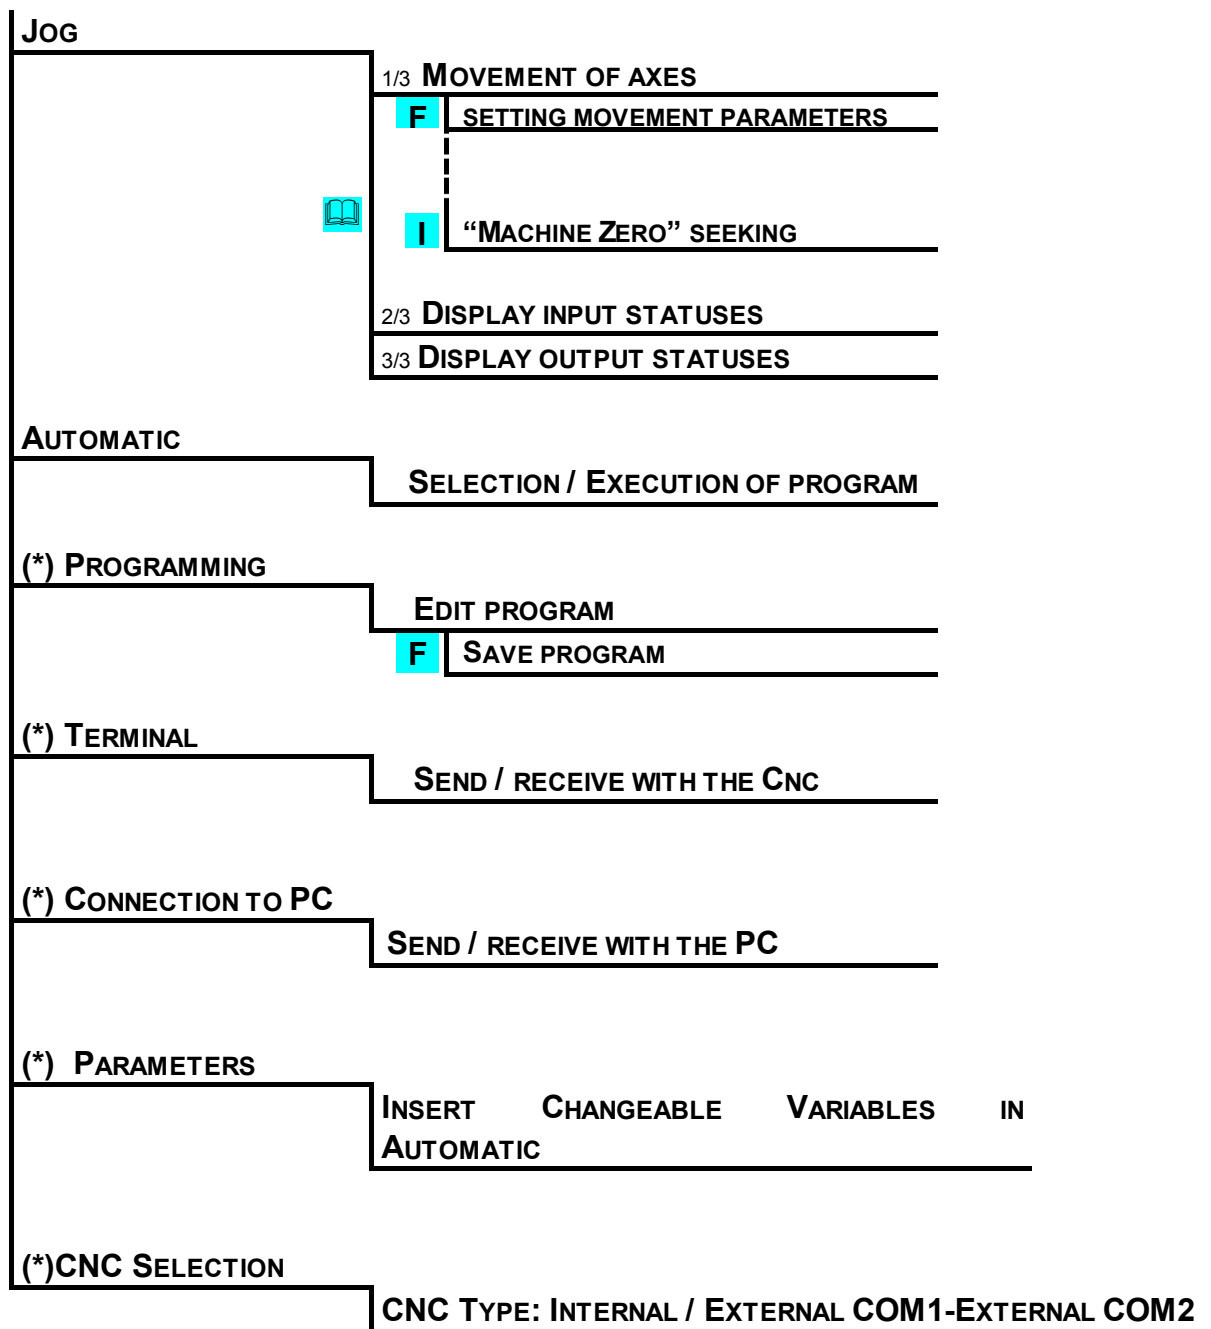 JOG
1/3 MOVEMENT OF AXES
F SETTING MOVEMENT PARAMETERS
I “MACHINE ZERO” SEEKING
2/3 DISPLAY INPUT STATUSES
3/3 DISPLAY OUTPUT STATUSES
AUTOMATIC
SELECTION / EXECUTION OF PROGRAM
(*) PROGRAMMING
EDIT PROGRAM
F SAVE PROGRAM
(*) TERMINAL
SEND / RECEIVE WITH THE CNC
(*) CONNECTION TO PC
SEND / RECEIVE WITH THE PC
(*) PARAMETERS
INSERT CHANGEABLE VARIABLES IN
AUTOMATIC
(*)CNC SELECTION
CNC TYPE: INTERNAL / EXTERNAL COM1-EXTERNAL COM2